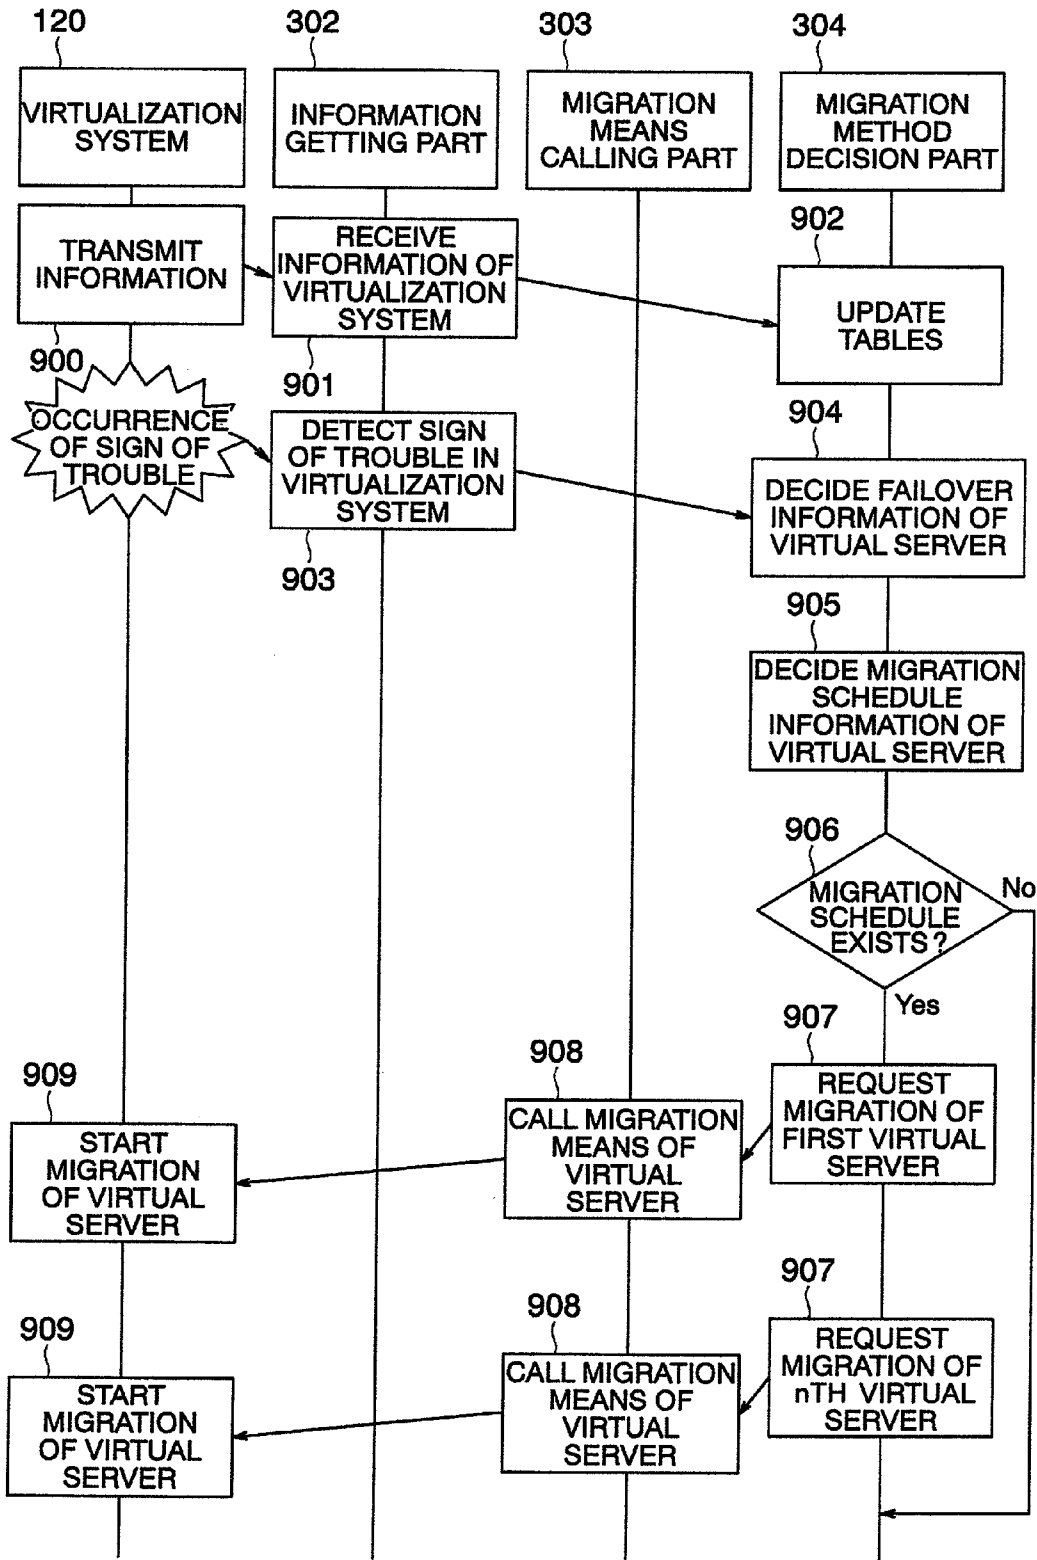 120
302
303
304
VIRTUALIZATION
SYSTEM
INFORMATION
GETTING PART
MIGRATION
MEANS
CALLING PART
MIGRATION
METHOD
DECISION PART
902
TRANSMIT
INFORMATION
RECEIVE
INFORMATION OF
VIRTUALIZATION
SYSTEM
UPDATE
TABLES
900
901
904
OCCURRENCE
OF SIGN OF
TROUBLE
DETECT SIGN
OF TROUBLE IN
VIRTUALIZATION
SYSTEM
DECIDE FAILOVER
INFORMATION OF
VIRTUAL SERVER
903
905
DECIDE MIGRATION
SCHEDULE
INFORMATION OF
VIRTUAL SERVER
906
MIGRATION
SCHEDULE
EXISTS?
No
Yes
907
908
909
REQUEST
MIGRATION OF
FIRST VIRTUAL
SERVER
CALL MIGRATION
MEANS OF
VIRTUAL
SERVER
START
MIGRATION
OF VIRTUAL
SERVER
907
908
909
REQUEST
MIGRATION OF
nTH VIRTUAL
SERVER
CALL MIGRATION
MEANS OF
VIRTUAL
SERVER
START
MIGRATION
OF VIRTUAL
SERVER